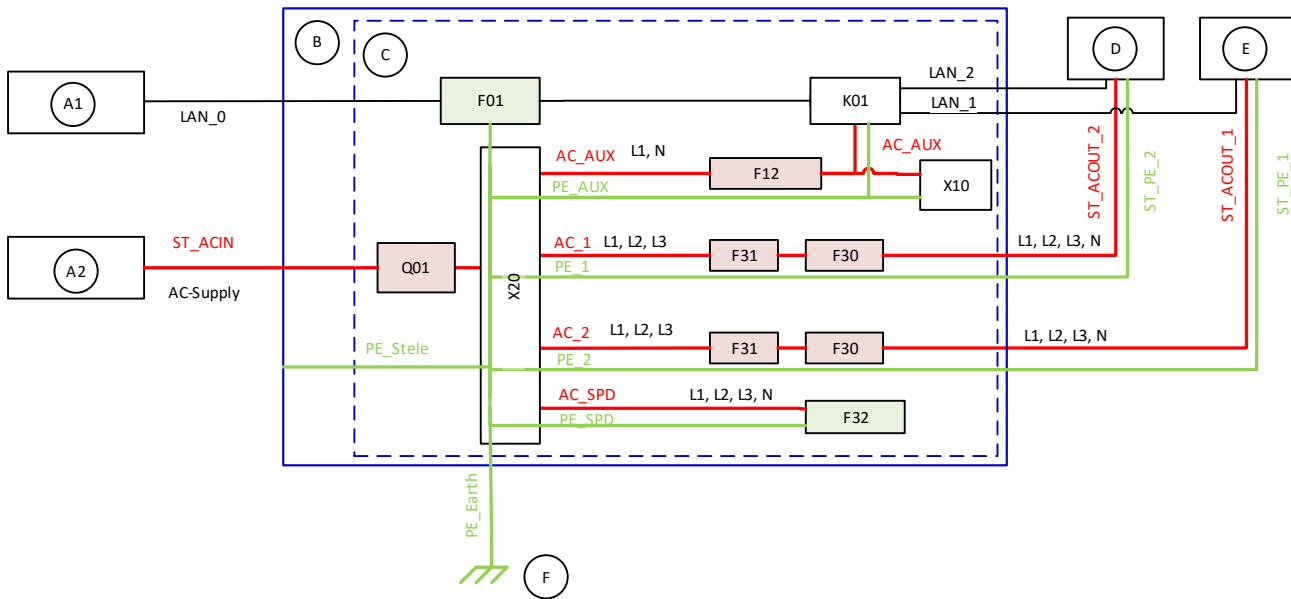 B
C
D
E
A1
LAN_0
F01
K01
LAN_2
LAN_1
AC_AUX
L1, N
AC_AUX
F12
PE_AUX
X10
ST_ACOUT_2
ST_PE_2
ST_ACOUT_1
ST_PE_1
A2
ST_ACIN
AC-Supply
Q01
X20
AC_1
L1, L2, L3
F31
F30
L1, L2, L3, N
PE_1
AC_2
L1, L2, L3
F31
F30
L1, L2, L3, N
PE_2
PE_Stele
AC_SPD
L1, L2, L3, N
PE_SPD
F32
PE_Earth
F